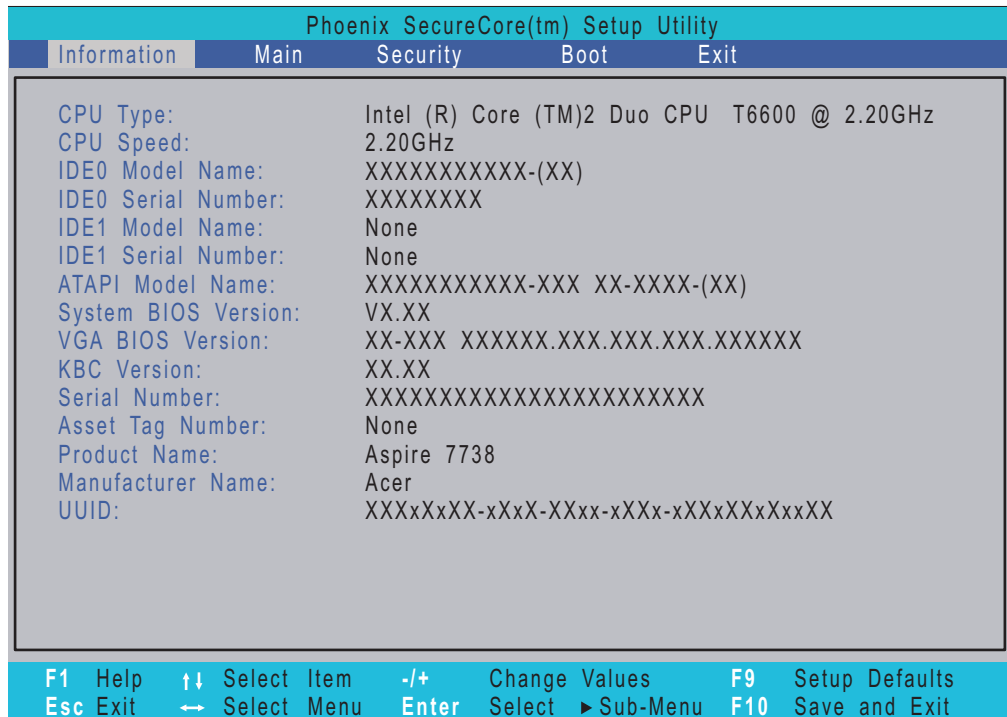 Phoenix SecureCore(tm) Setup Utility
Information Main Security Boot Exit
CPU Type: Intel (R) Core (TM)2 Duo CPU T6600 @ 2.20GHz
CPU Speed: 2.20GHz
IDE0 Model Name: XXXXXXXXXXX-(XX)
IDE0 Serial Number: XXXXXXXX
IDE1 Model Name: None
IDE1 Serial Number: None
ATAPI Model Name: XXXXXXXXXXX-XXX XX-XXXX-(XX)
System BIOS Version: VX.XX
VGA BIOS Version: XX-XXX XXXXXX.XXX.XXX.XXX.XXXXXX
KBC Version: XX.XX
Serial Number: XXXXXXXXXXXXXXXXXXXXXXX
Asset Tag Number: None
Product Name: Aspire 7738
Manufacturer Name: Acer
UUID: XXXxXxXX-xXxX-XXxx-xXXx-xXXxXXxXxxXX
F1 Help ↑↓ Select Item -/+ Change Values F9 Setup Defaults
Esc Exit ↔ Select Menu Enter Select ►Sub-Menu F10 Save and Exit